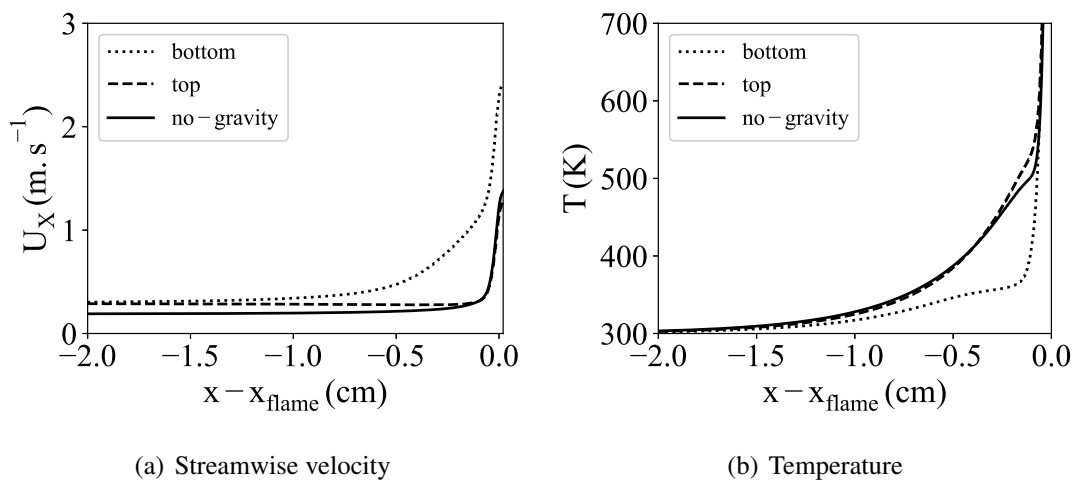 3
2
1
0
U_X (m.s⁻¹)
bottom
top
no−gravity
−2.0 −1.5 −1.0 −0.5 0.0
x − x_flame (cm)
(a) Streamwise velocity
700
600
500
400
300
T (K)
bottom
top
no−gravity
−2.0 −1.5 −1.0 −0.5 0.0
x − x_flame (cm)
(b) Temperature